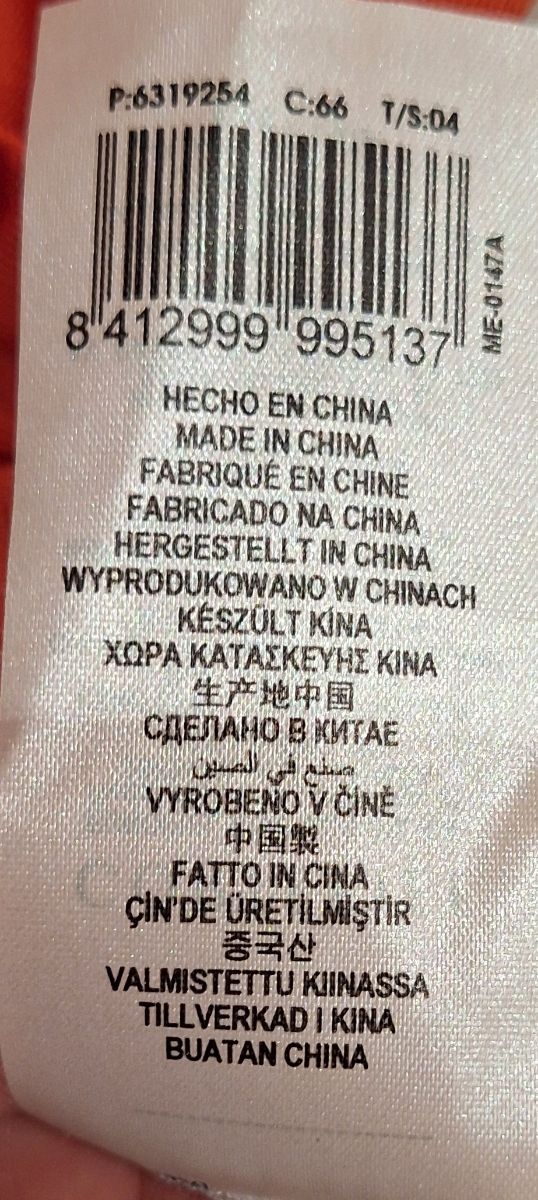 P:6319254 C:66 T/S:04
8 412999 995137
ME-0147A
HECHO EN CHINA
MADE IN CHINA
FABRIQUÉ EN CHINE
FABRICADO NA CHINA
HERGESTELLT IN CHINA
WYPRODUKOWANO W CHINACH
KÉSZÜLT KÍNA
ΧΩΡΑ ΚΑΤΑΣΚΕΥΗΣ ΚΙΝΑ
生产地中国
СДЕЛАНО В КИТАЕ
صنع في الصين
VYROBENO V ČÍNĚ
中国製
FATTO IN CINA
ÇİN'DE ÜRETİLMİŞTİR
중국산
VALMISTETTU KIINASSA
TILLVERKAD I KINA
BUATAN CHINA